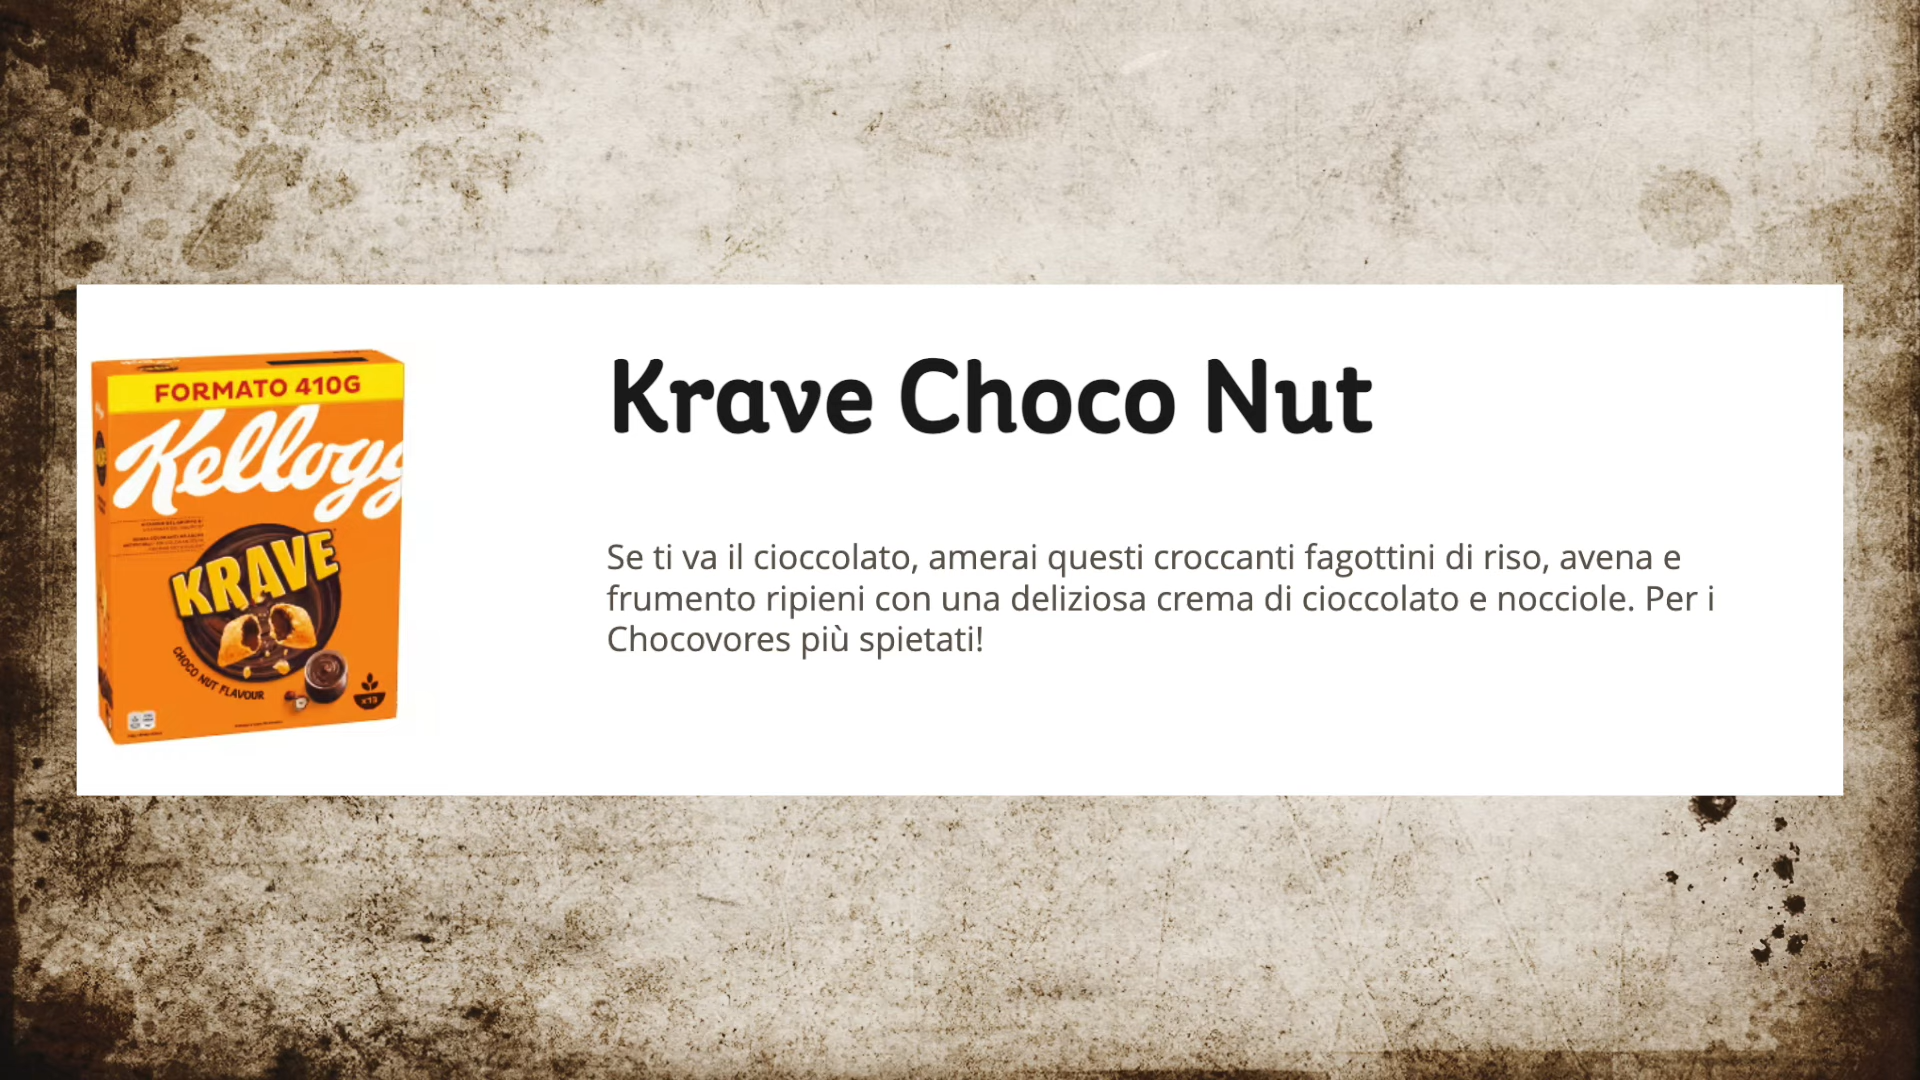 FORMATO 410G
Kellogg
KRAVE
CHOCO NUT FLAVOUR
x13
Krave Choco Nut
Se ti va il cioccolato, amerai questi croccanti fagottini di riso, avena e
frumento ripieni con una deliziosa crema di cioccolato e nocciole. Per i
Chocovores più spietati!